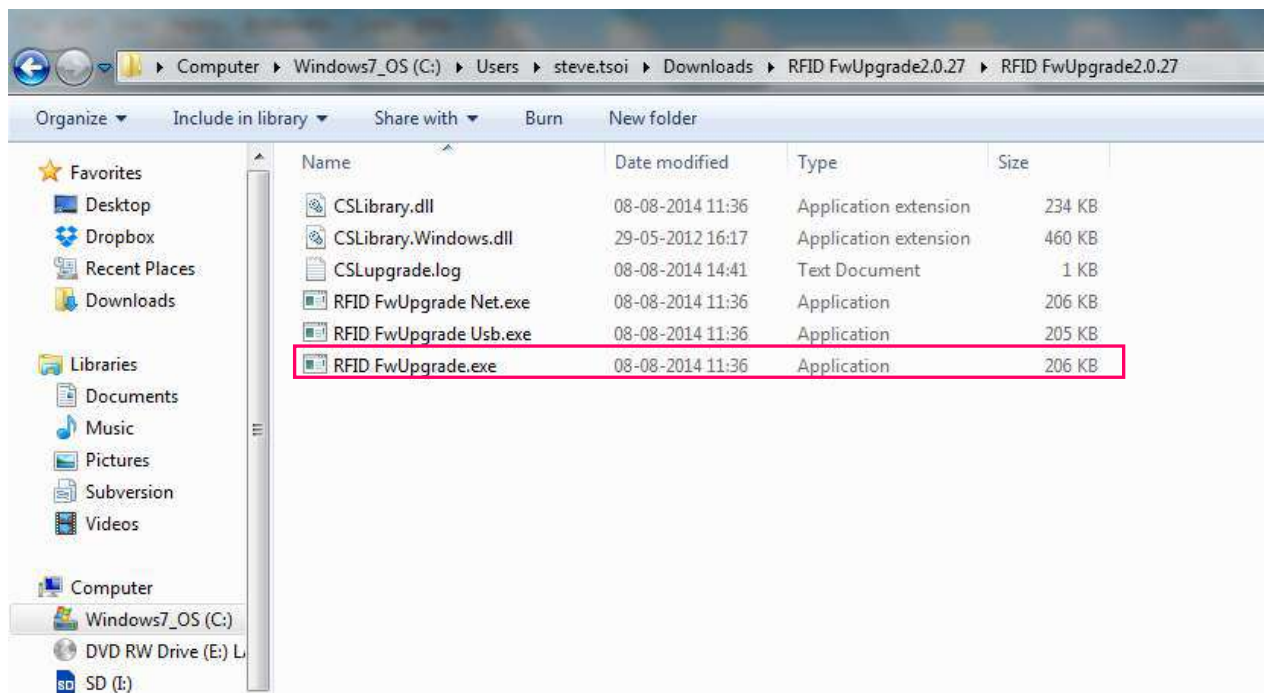 Computer Windows7_OS (C:) Users steve.tsoi Downloads RFID FwUpgrade2.0.27 RFID FwUpgrade2.0.27
Organize Include in library Share with Burn New folder
Favorites
Desktop
Dropbox
Recent Places
Downloads
Libraries
Documents
Music
Pictures
Subversion
Videos
Computer
Windows7_OS (C:)
DVD RW Drive (E:) L
SD (I:)
Name Date modified Type Size
CSLibrary.dll 08-08-2014 11:36 Application extension 234 KB
CSLibrary.Windows.dll 29-05-2012 16:17 Application extension 460 KB
CSLupgrade.log 08-08-2014 14:41 Text Document 1 KB
RFID FwUpgrade Net.exe 08-08-2014 11:36 Application 206 KB
RFID FwUpgrade Usb.exe 08-08-2014 11:36 Application 205 KB
RFID FwUpgrade.exe 08-08-2014 11:36 Application 206 KB